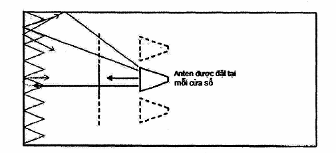 Anten được đặt tại
mỗi cửa sổ